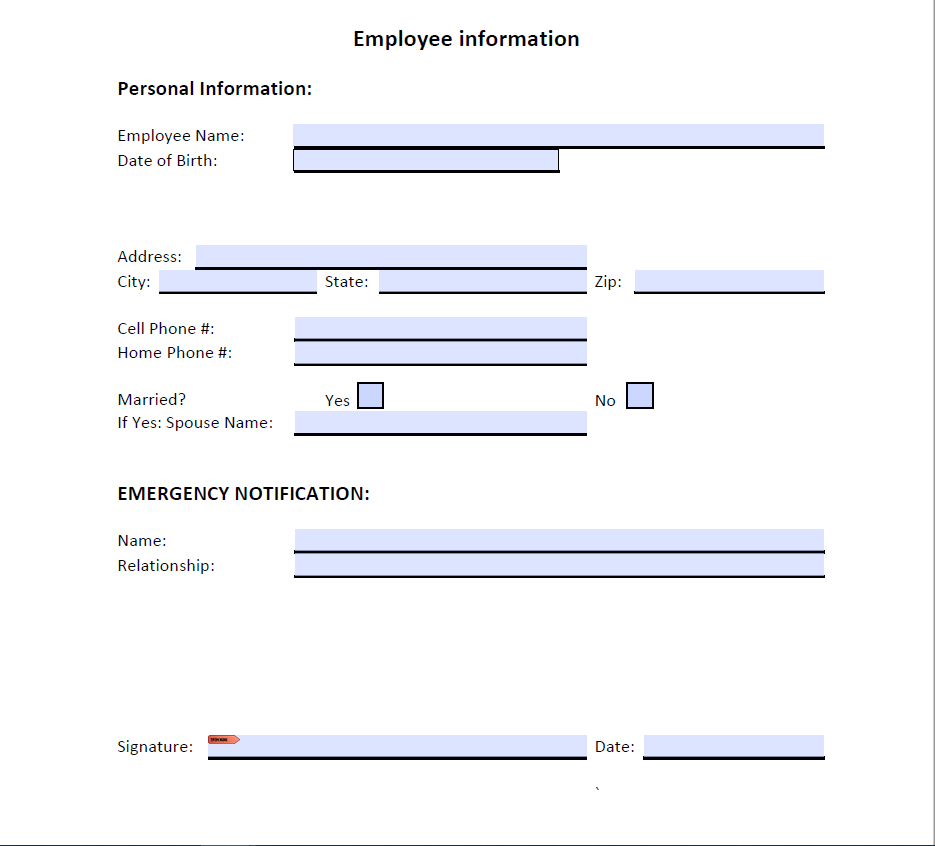 Employee information
Personal Information:
Employee Name:
Date of Birth:
Address:
City: State: Zip:
Cell Phone #:
Home Phone #:
Married? Yes No
If Yes: Spouse Name:
EMERGENCY NOTIFICATION:
Name:
Relationship:
Signature: Date:
`